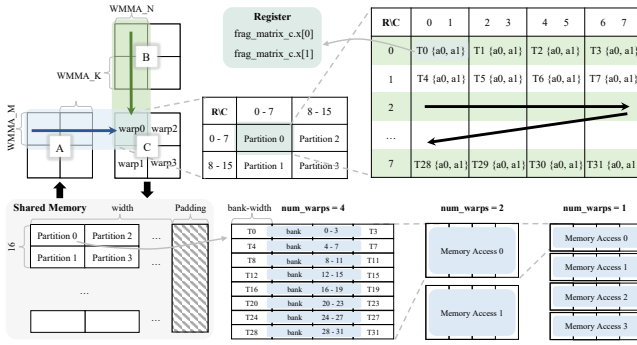 WMMA_N
B
WMMA_K
WMMA_M
A
warp0 warp2
C
warp1 warp3
Register
frag_matrix_c.x[0]
frag_matrix_c.x[1]
R\C 0 - 7 8 - 15
0 - 7 Partition 0 Partition 2
8 - 15 Partition 1 Partition 3
R\C 0 1 2 3 4 5 6 7
0 T0 {a0, a1} T1 {a0, a1} T2 {a0, a1} T3 {a0, a1}
1 T4 {a0, a1} T5 {a0, a1} T6 {a0, a1} T7 {a0, a1}
2
...
7 T28 {a0, a1} T29 {a0, a1} T30 {a0, a1} T31 {a0, a1}
Shared Memory width Padding
16
Partition 0 Partition 2 ...
Partition 1 Partition 3 ...
...
...
bank-width num_warps = 4
T0 bank 0 - 3 T3
T4 bank 4 - 7 T7
T8 bank 8 - 11 T11
T12 bank 12 - 15 T15
T16 bank 16 - 19 T19
T20 bank 20 - 23 T23
T24 bank 24 - 27 T27
T28 bank 28 - 31 T31
num_warps = 2
Memory Access 0
Memory Access 1
num_warps = 1
Memory Access 0
Memory Access 1
Memory Access 2
Memory Access 3